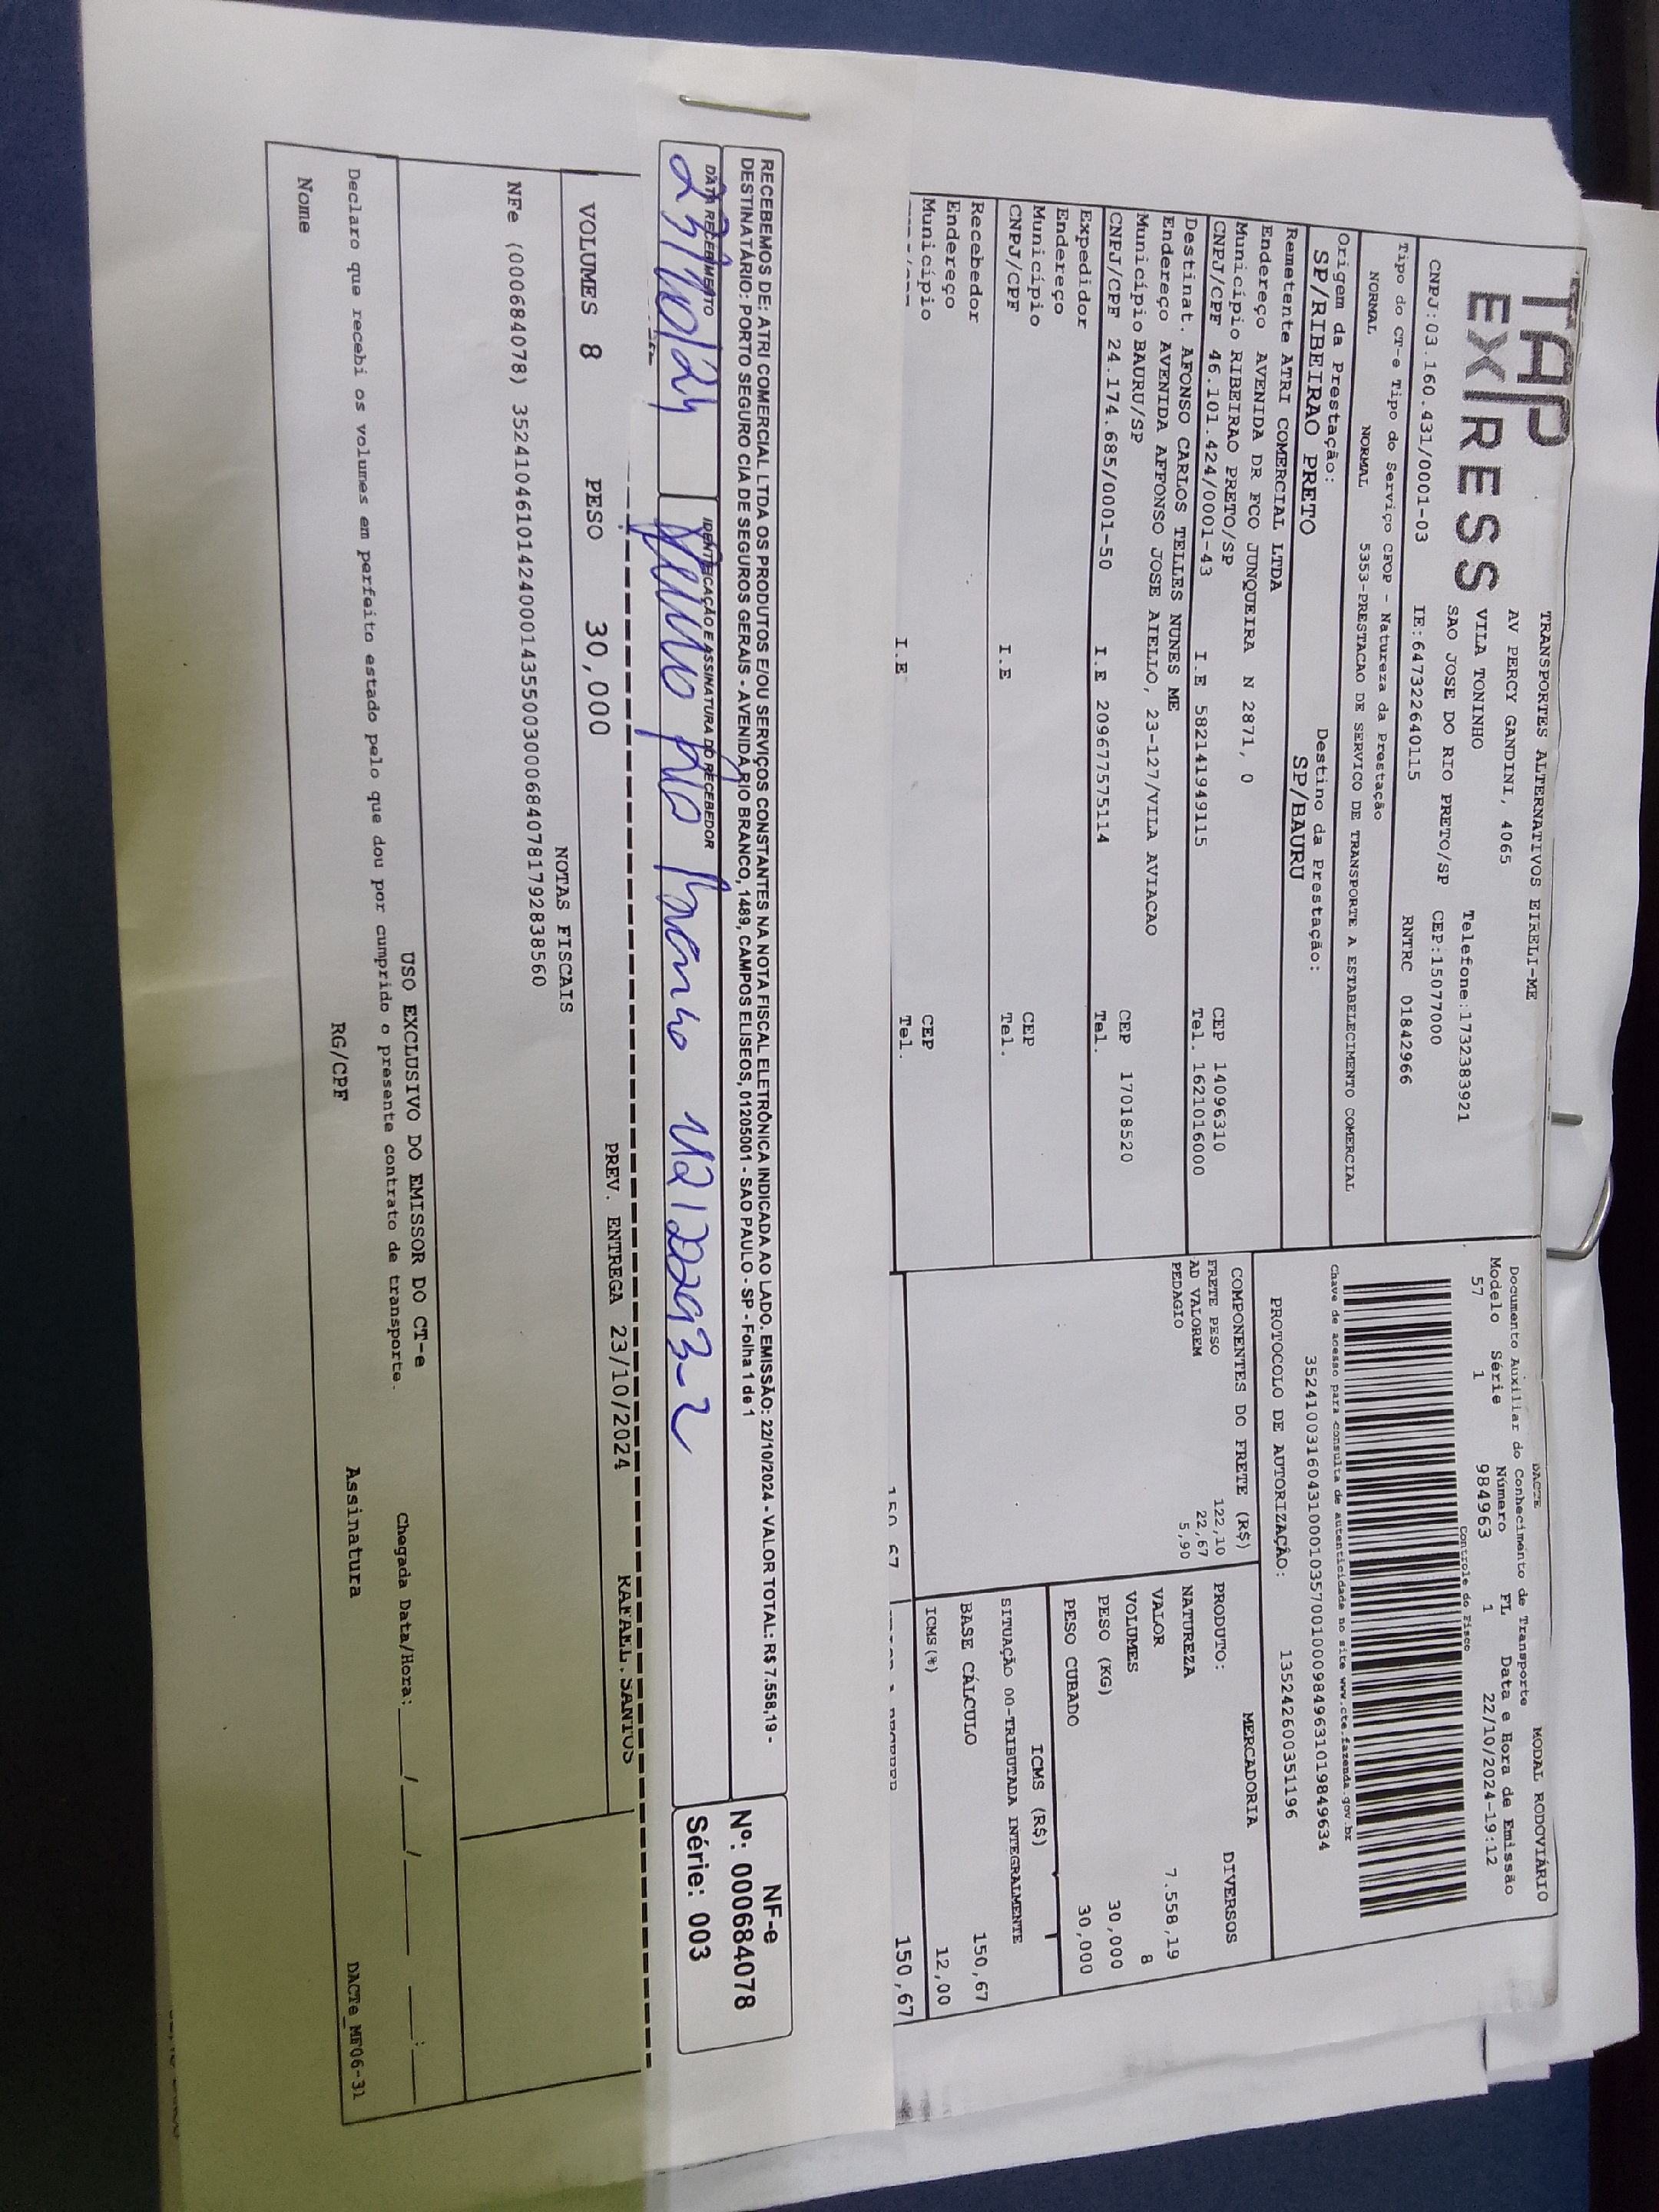 TAP
EXPRESS
TRANSPORTES ALTERNATIVOS EIRELI-ME
AV PERCY GANDINI, 4065
VILA TONINHO Telefone:1732383921
SAO JOSE DO RIO PRETO/SP CEP:15077000
CNPJ:03.160.431/0001-03 IE:647322640115 RNTRC 01842966
DACTE MODAL RODOVIÁRIO
Documento Auxiliar do Conhecimento de Transporte
Modelo Série Número FL Data e Hora de Emissão
57 1 984963 1 22/10/2024-19:12
Controle do Fisco
Chave de acesso para consulta de autenticidade no site www.cte.fazenda.gov.br
35241003160431000103570010009849631019849634
PROTOCOLO DE AUTORIZAÇÃO: 135242600351196
Tipo do CT-e Tipo do Serviço CFOP - Natureza da Prestação
NORMAL NORMAL 5353-PRESTACAO DE SERVICO DE TRANSPORTE A ESTABELECIMENTO COMERCIAL
Origem da Prestação: Destino da Prestação:
SP/RIBEIRAO PRETO SP/BAURU
Remetente ATRI COMERCIAL LTDA
Endereço AVENIDA DR FCO JUNQUEIRA N 2871, 0
Município RIBEIRAO PRETO/SP CEP 14096310
CNPJ/CPF 46.101.424/0001-43 I.E 582141949115 Tel. 1621016000
Destinat. AFONSO CARLOS TELLES NUNES ME
Endereço AVENIDA AFFONSO JOSE AIELLO, 23-127/VILA AVIACAO
Município BAURU/SP CEP 17018520
CNPJ/CPF 24.174.685/0001-50 I.E 209677575114 Tel.
Expedidor
Endereço
Município CEP
CNPJ/CPF I.E Tel.
Recebedor
Endereço
Município CEP
I.E Tel.
COMPONENTES DO FRETE (R$)
FRETE PESO 122,10
AD VALOREM 22,67
PEDAGIO 5,90
150,67
MERCADORIA
PRODUTO: DIVERSOS
NATUREZA
VALOR 7.558,19
VOLUMES 8
PESO (KG) 30,000
PESO CUBADO 30,000
ICMS (R$)
SITUAÇÃO 00-TRIBUTADA INTEGRALMENTE
BASE CÁLCULO 150,67
ICMS(%) 12,00
150,67
RECEBEMOS DE: ATRI COMERCIAL LTDA OS PRODUTOS E/OU SERVIÇOS CONSTANTES NA NOTA FISCAL ELETRÔNICA INDICADA AO LADO. EMISSÃO: 22/10/2024 - VALOR TOTAL: R$ 7.558,19 -
DESTINATÁRIO: PORTO SEGURO CIA DE SEGUROS GERAIS - AVENIDA RIO BRANCO, 1489, CAMPOS ELISEOS, 01205001 - SAO PAULO - SP - Folha 1 de 1
DATA RECEBIMENTO IDENTIFICAÇÃO E ASSINATURA DO RECEBEDOR
23/10/24
NF-e
Nº: 000684078
Série: 003
RAFAEL.SANTOS
VOLUMES 8 PESO 30,000 PREV. ENTREGA 23/10/2024
NOTAS FISCAIS
NFe (000684078) 35241046101424000143550030006840781792838560
USO EXCLUSIVO DO EMISSOR DO CT-e
Declaro que recebi os volumes em perfeito estado pelo que dou por cumprido o presente contrato de transporte. Chegada Data/Hora:____/____/______ ____:____
Nome RG/CPF Assinatura
DACTe_MF06-31